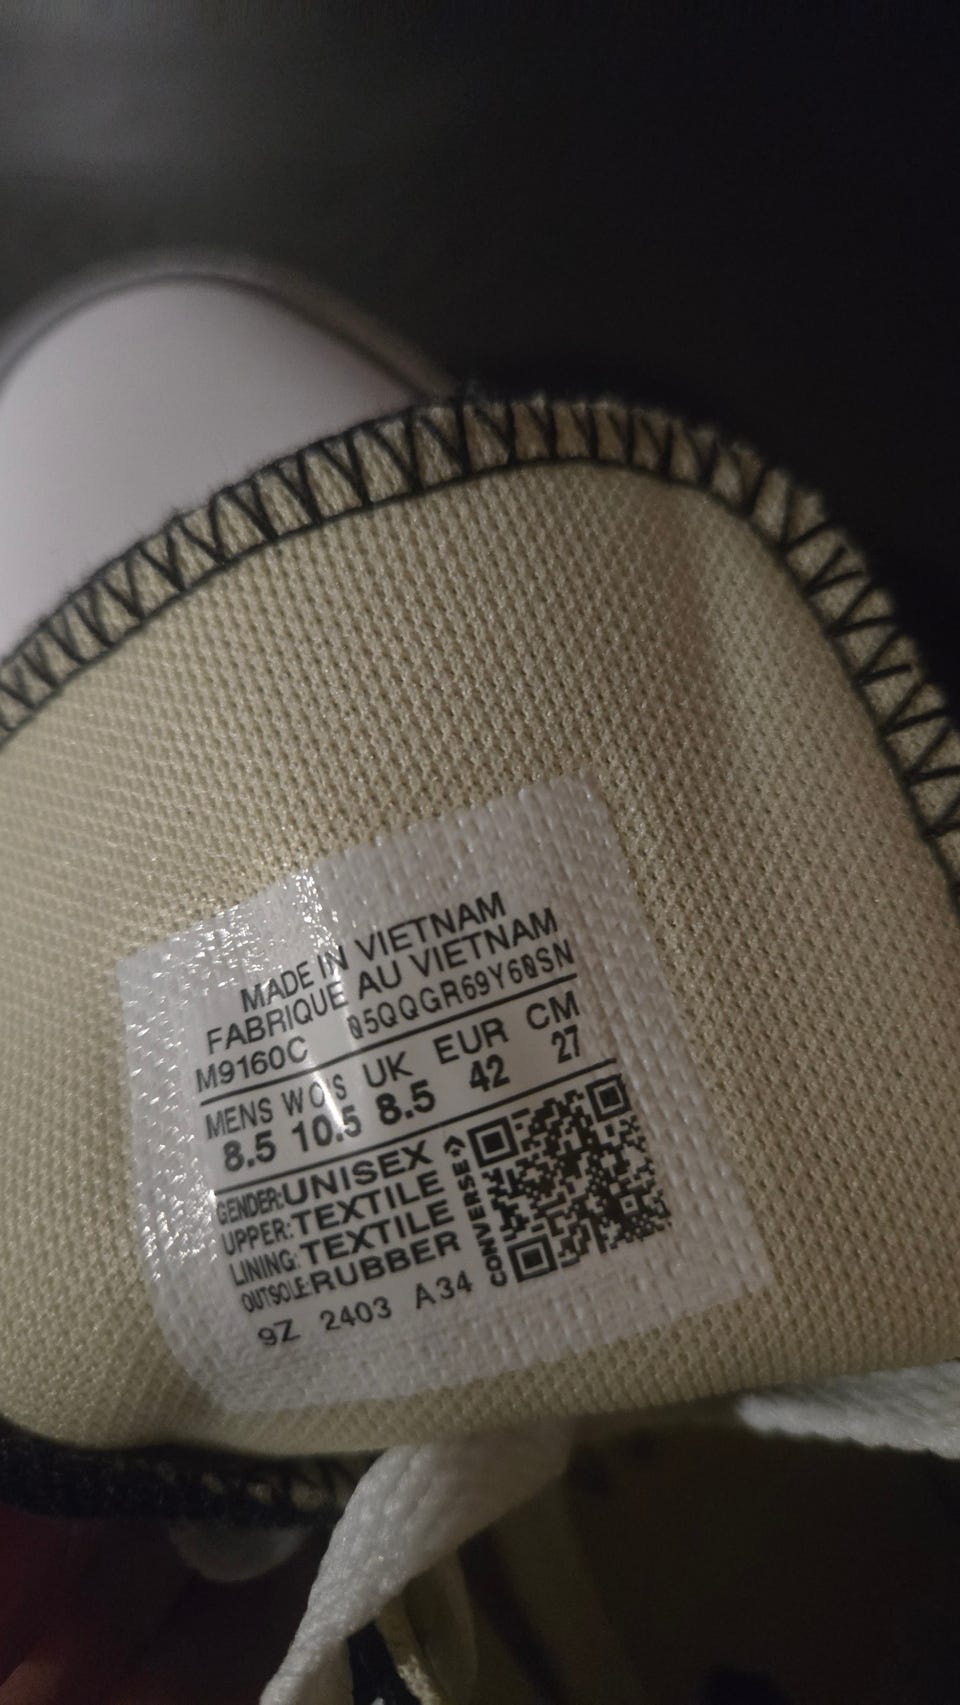 MADE IN VIETNAM
FABRIQUE AU VIETNAM
M9160C 05QQGR69Y60SN
MENS WO'S UK EUR CM
8.5 10.5 8.5 42 27
GENDER:UNISEX
UPPER:TEXTILE
LINING:TEXTILE
OUTSOLE:RUBBER
9Z 2403 A34
CONVERSE